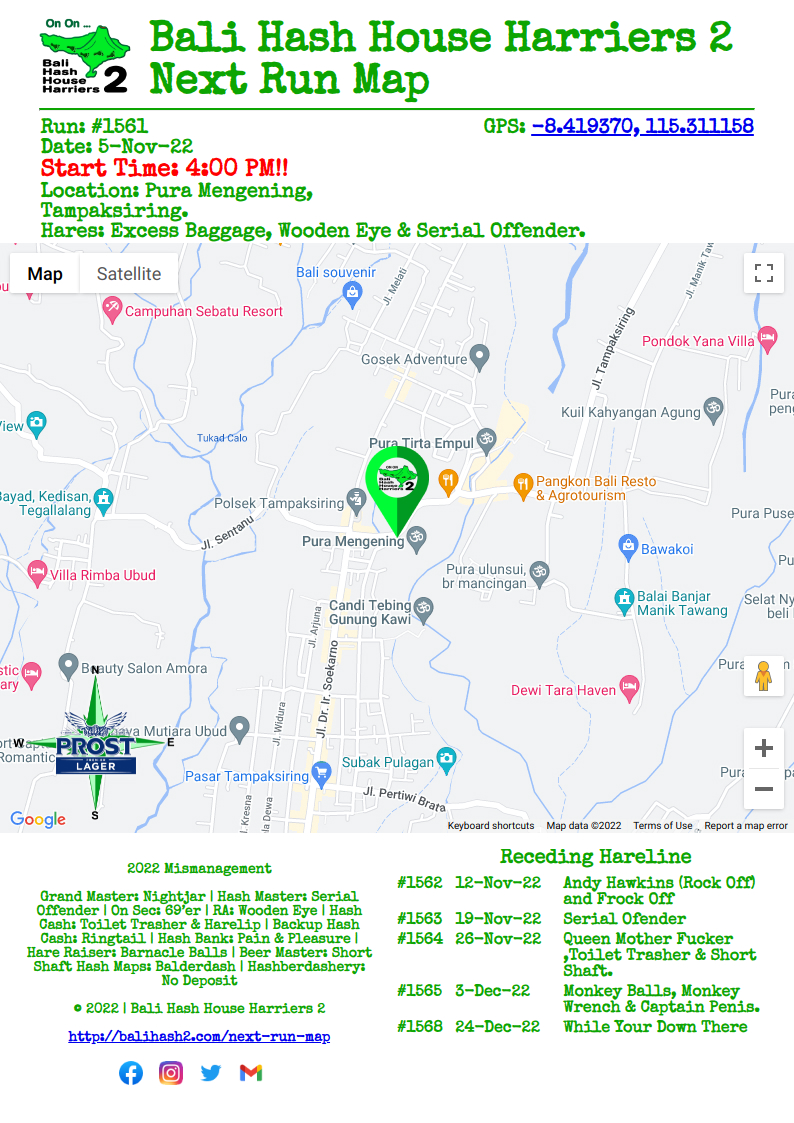 On On ...
Bali
Hash
House
Harriers 2
Bali Hash House Harriers 2
Next Run Map
Run: #1561
GPS: -8.419370, 115.311158
Date: 5-Nov-22
Start Time: 4:00 PM!!
Location: Pura Mengening,
Tampaksiring.
Hares: Excess Baggage, Wooden Eye & Serial Offender.
Map
Satellite
Bali souvenir
Jl. Melati
Jl. Manik Taw
Campuhan Sebatu Resort
Jl. Tampaksiring
Pondok Yana Villa
Gosek Adventure
Pura
peng
Kuil Kahyangan Agung
View
Tukad Calo
Pura Tirta Empul
ON ON
Bali
Hash
House
Harriers 2
Pangkon Bali Resto
& Agrotourism
Bayad, Kedisan,
Tegallalang
Polsek Tampaksiring
Pura Puse
Jl. Sentanu
Pura Mengening
Bawakoi
Villa Rimba Ubud
Pura ulunsui,
br mancingan
Balai Banjar
Manik Tawang
Selat Ny
beli
Candi Tebing
Gunung Kawi
Jl. Arjuna
Jl. Dr. Ir. Soekarno
Beauty Salon Amora
stic
ary
Pura
Dewi Tara Haven
N
W
E
S
PROST
LAGER
haya Mutiara Ubud
Romantic
Jl. Widura
Subak Pulagan
Pasar Tampaksiring
Pura
Jl. Pertiwi Brata
Kresna
la Dewa
Google
Keyboard shortcuts
Map data ©2022
Terms of Use
Report a map error
2022 Mismanagement
Grand Master: Nightjar | Hash Master: Serial
Offender | On Sec: 69'er | RA: Wooden Eye | Hash
Cash: Toilet Trasher & Harelip | Backup Hash
Cash: Ringtail | Hash Bank: Pain & Pleasure |
Hare Raiser: Barnacle Balls | Beer Master: Short
Shaft Hash Maps: Balderdash | Hashberdashery:
No Deposit
© 2022 | Bali Hash House Harriers 2
http://balihash2.com/next-run-map
Receding Hareline
#1562 12-Nov-22 Andy Hawkins (Rock Off)
and Frock Off
#1563 19-Nov-22 Serial Ofender
#1564 26-Nov-22 Queen Mother Fucker
,Toilet Trasher & Short
Shaft.
#1565 3-Dec-22 Monkey Balls, Monkey
Wrench & Captain Penis.
#1568 24-Dec-22 While Your Down There